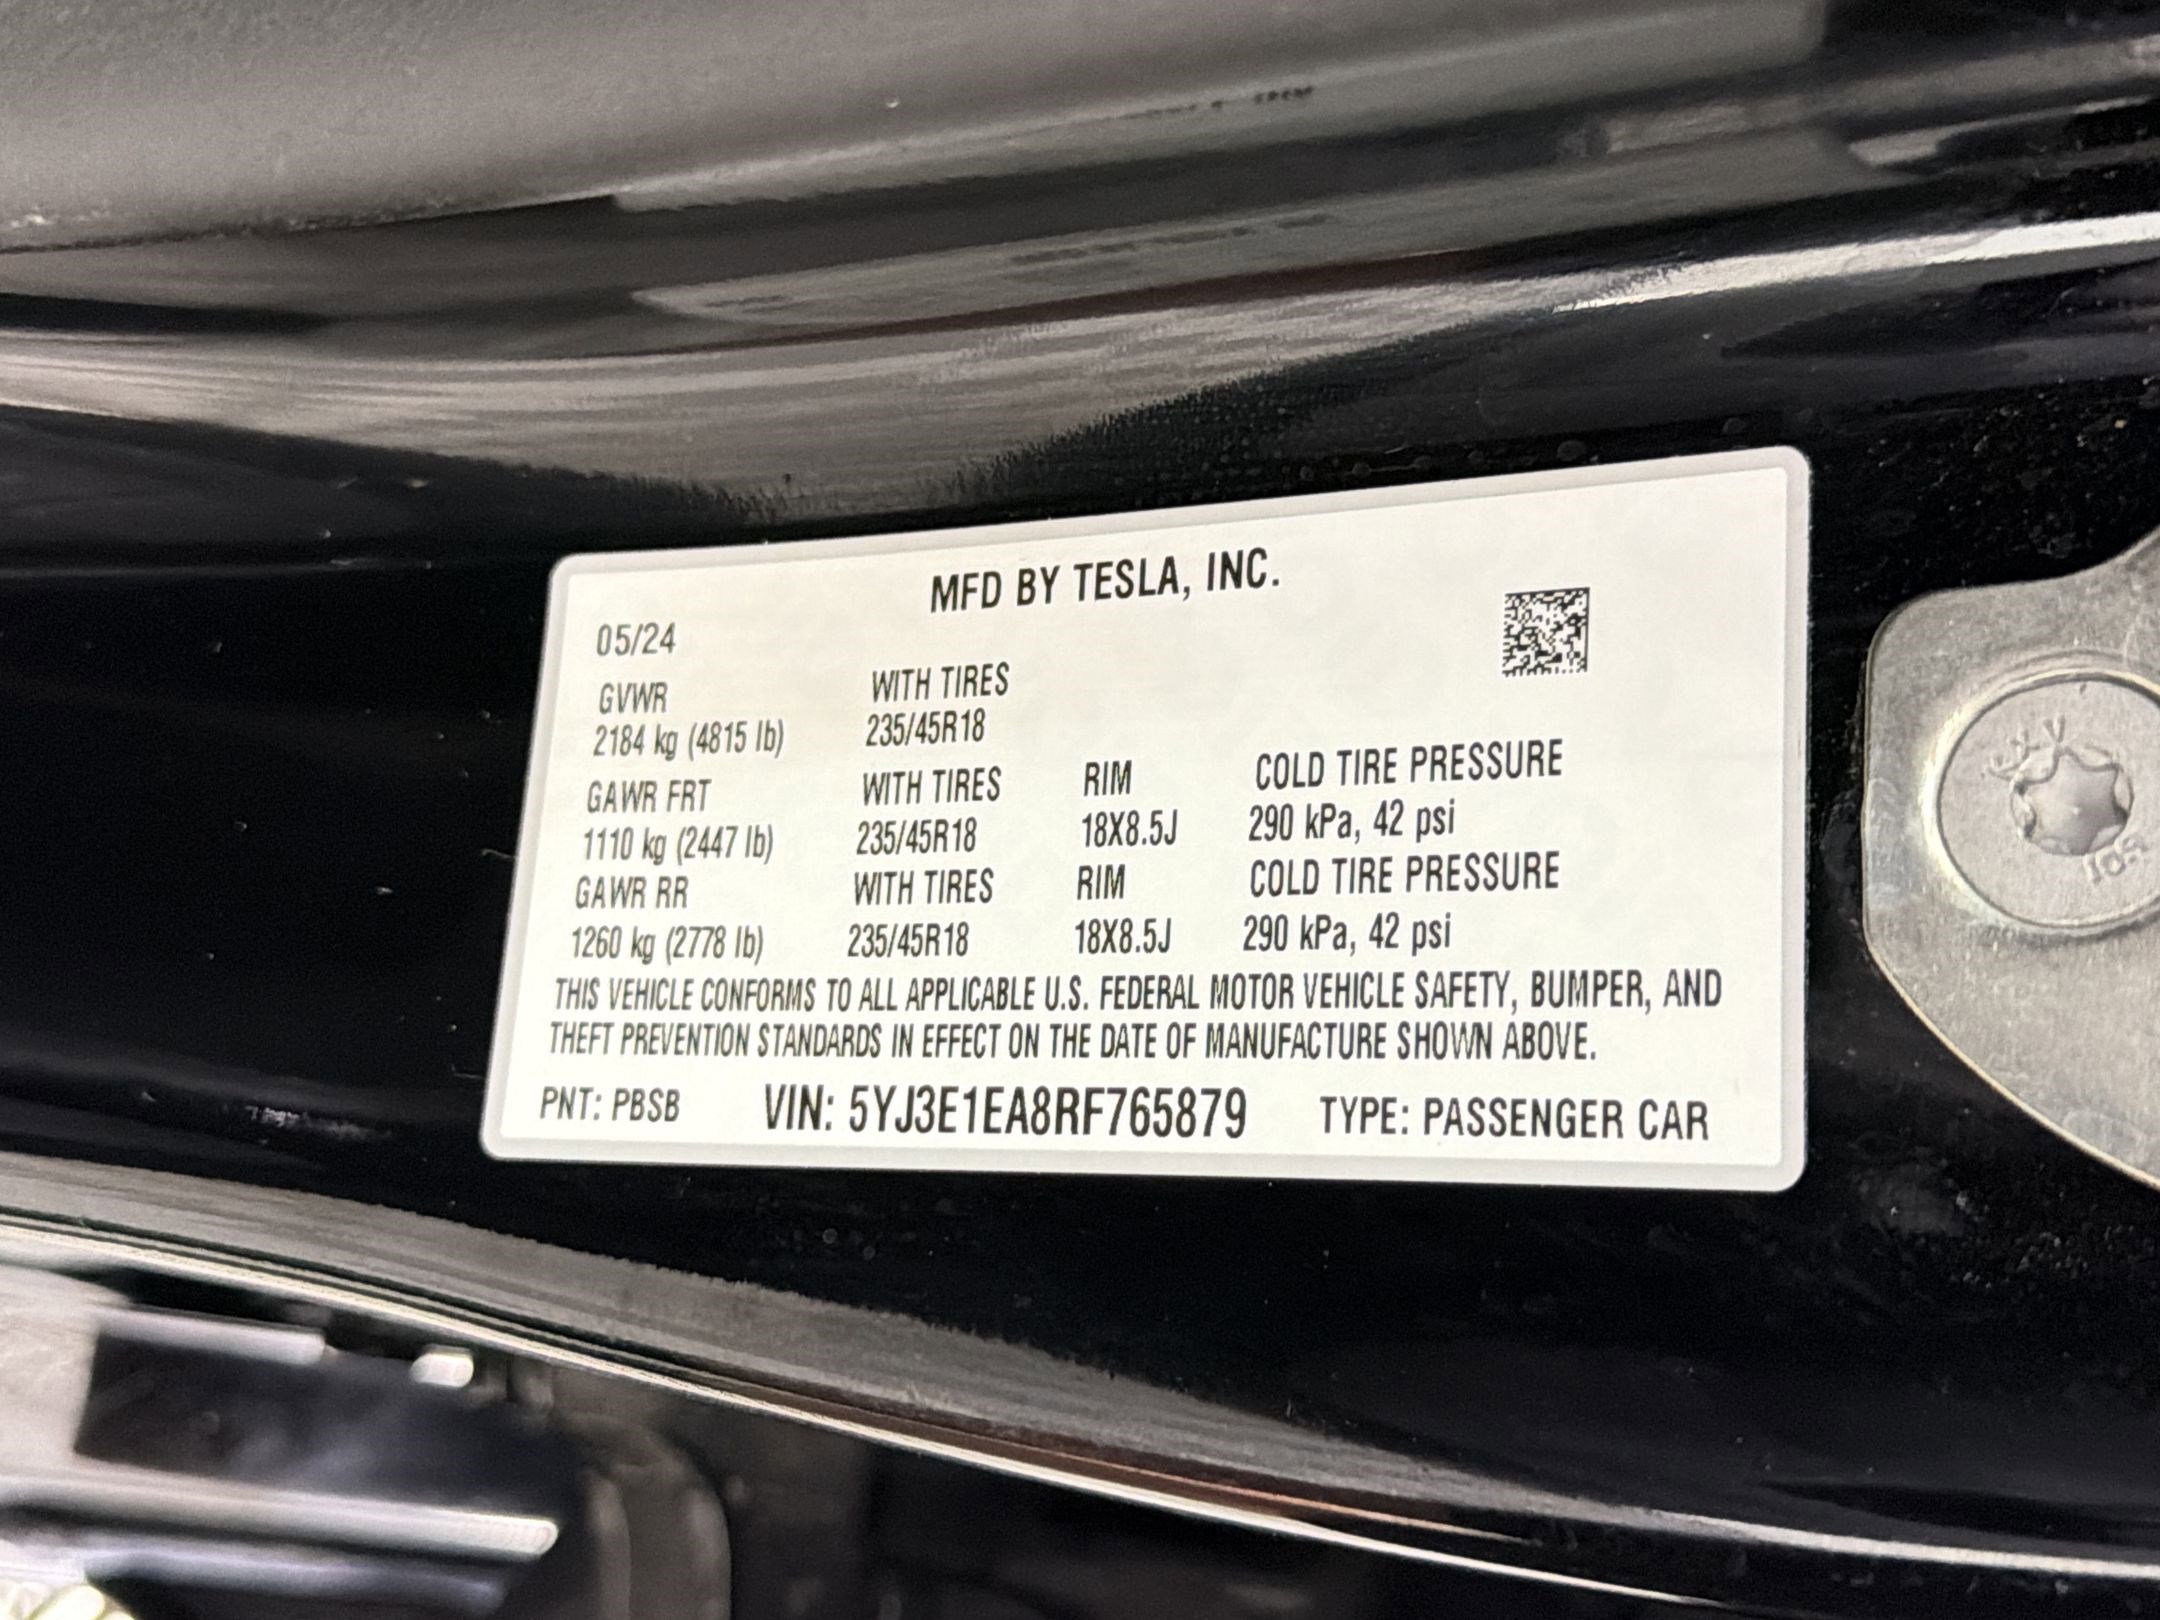 MFD BY TESLA, INC.
05/24
GVWR WITH TIRES
2184 kg (4815 lb) 235/45R18
GAWR FRT WITH TIRES RIM COLD TIRE PRESSURE
1110 kg (2447 lb) 235/45R18 18X8.5J 290 kPa, 42 psi
GAWR RR WITH TIRES RIM COLD TIRE PRESSURE
1260 kg (2778 lb) 235/45R18 18X8.5J 290 kPa, 42 psi
THIS VEHICLE CONFORMS TO ALL APPLICABLE U.S. FEDERAL MOTOR VEHICLE SAFETY, BUMPER, AND
THEFT PREVENTION STANDARDS IN EFFECT ON THE DATE OF MANUFACTURE SHOWN ABOVE.
PNT: PBSB VIN: 5YJ3E1EA8RF765879 TYPE: PASSENGER CAR